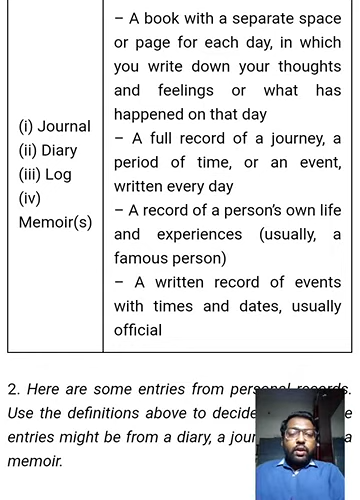 – A book with a separate space
or page for each day, in which
you write down your thoughts
and feelings or what has
happened on that day
– A full record of a journey, a
period of time, or an event,
written every day
– A record of a person's own life
and experiences (usually, a
famous person)
– A written record of events
with times and dates, usually
official
(i) Journal
(ii) Diary
(iii) Log
(iv)
Memoir(s)
2. Here are some entries from personal records.
Use the definitions above to decide e
entries might be from a diary, a jour a
memoir.